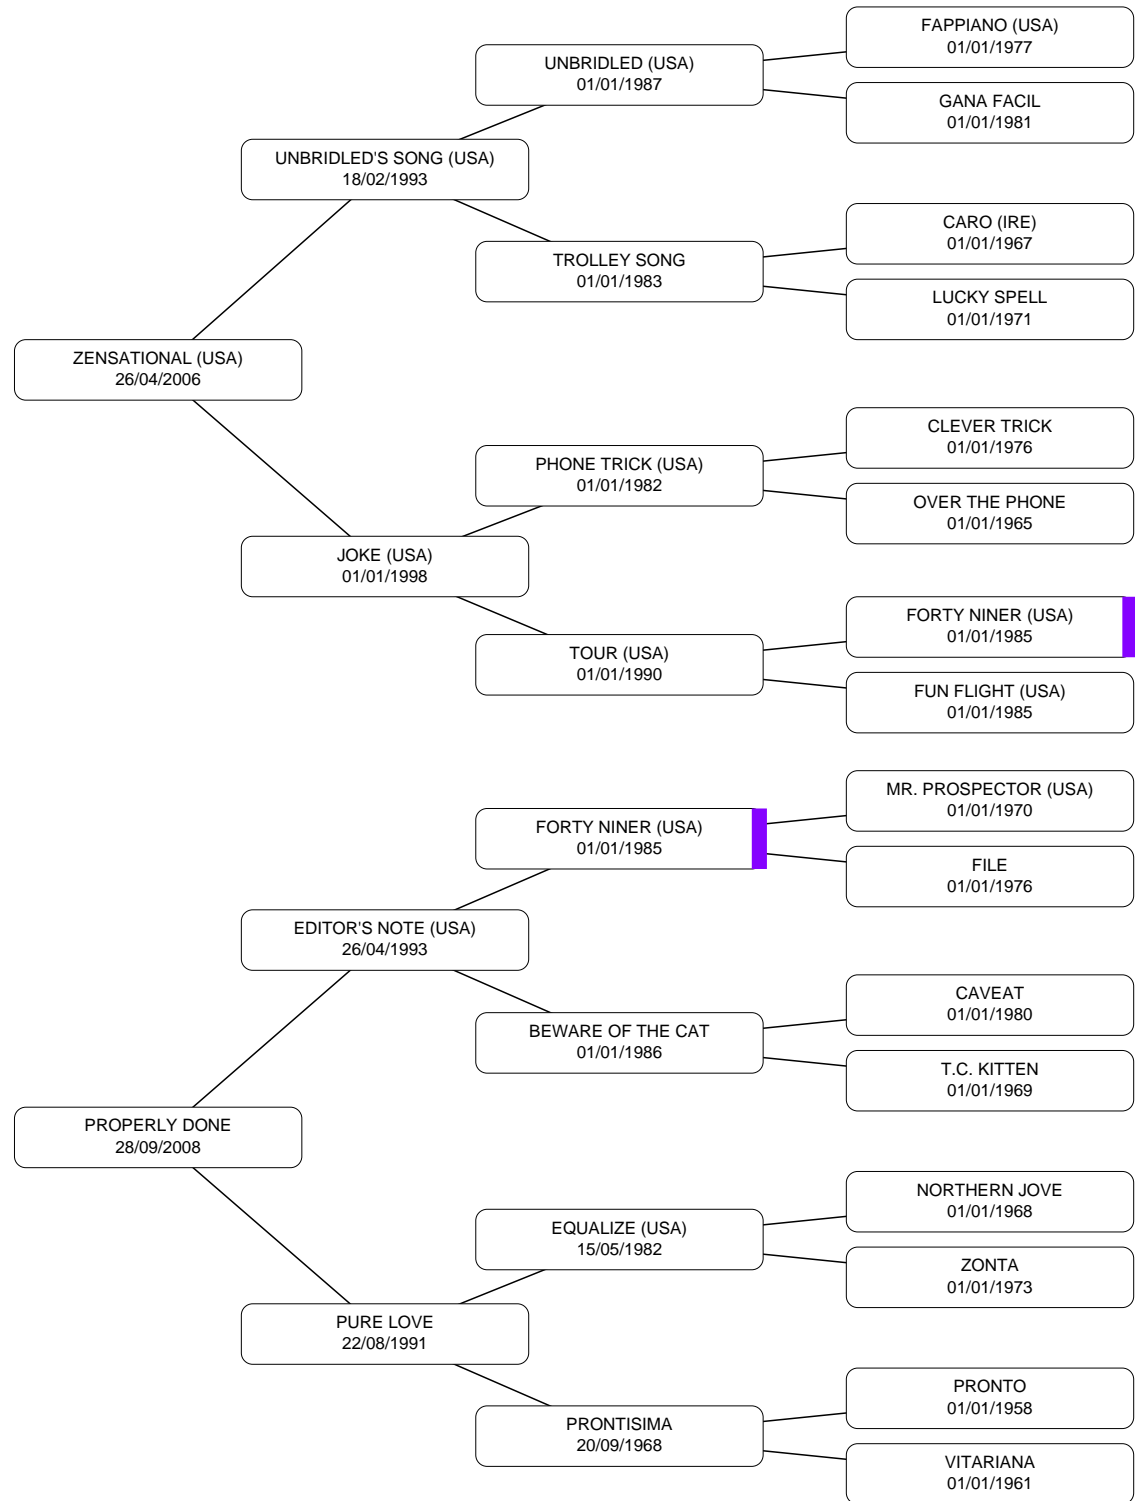 FAPPIANO (USA)
01/01/1977
UNBRIDLED (USA)
01/01/1987
GANA FACIL
01/01/1981
UNBRIDLED'S SONG (USA)
18/02/1993
CARO (IRE)
01/01/1967
TROLLEY SONG
01/01/1983
LUCKY SPELL
01/01/1971
ZENSATIONAL (USA)
26/04/2006
CLEVER TRICK
01/01/1976
PHONE TRICK (USA)
01/01/1982
OVER THE PHONE
01/01/1965
JOKE (USA)
01/01/1998
FORTY NINER (USA)
01/01/1985
TOUR (USA)
01/01/1990
FUN FLIGHT (USA)
01/01/1985
MR. PROSPECTOR (USA)
01/01/1970
FORTY NINER (USA)
01/01/1985
FILE
01/01/1976
EDITOR'S NOTE (USA)
26/04/1993
CAVEAT
01/01/1980
BEWARE OF THE CAT
01/01/1986
T.C. KITTEN
01/01/1969
PROPERLY DONE
28/09/2008
NORTHERN JOVE
01/01/1968
EQUALIZE (USA)
15/05/1982
ZONTA
01/01/1973
PURE LOVE
22/08/1991
PRONTO
01/01/1958
PRONTISIMA
20/09/1968
VITARIANA
01/01/1961